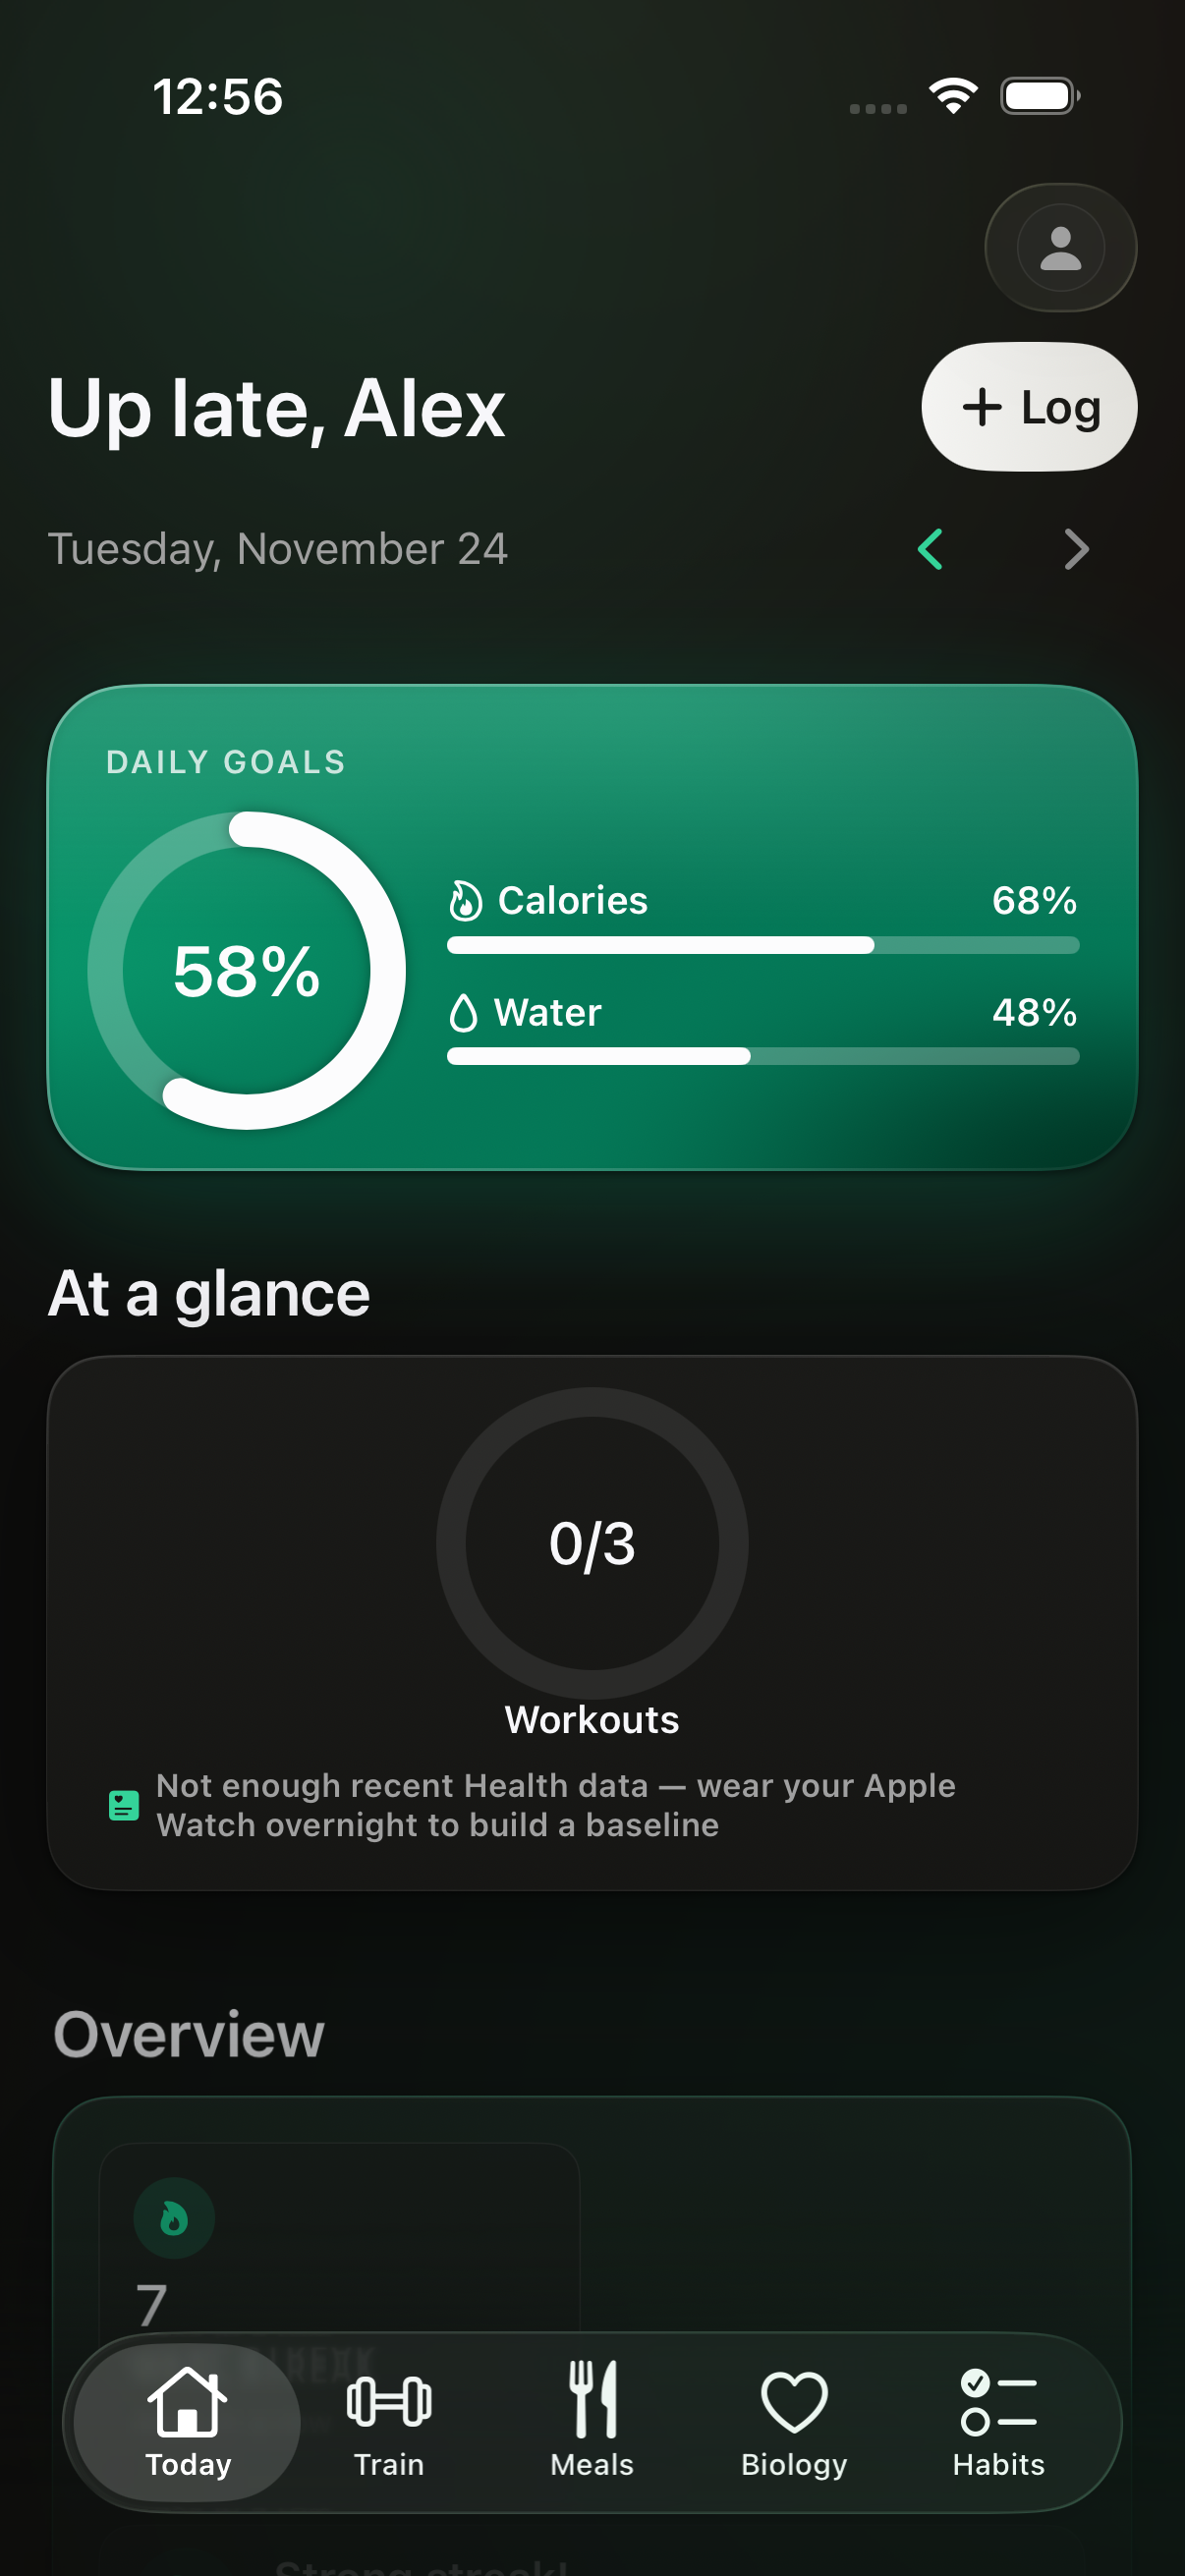 12:56
Up late, Alex
+ Log
Tuesday, November 24
DAILY GOALS
58%
Calories 68%
Water 48%
At a glance
0/3
Workouts
Not enough recent Health data — wear your Apple
Watch overnight to build a baseline
Overview
7
Today Train Meals Biology Habits